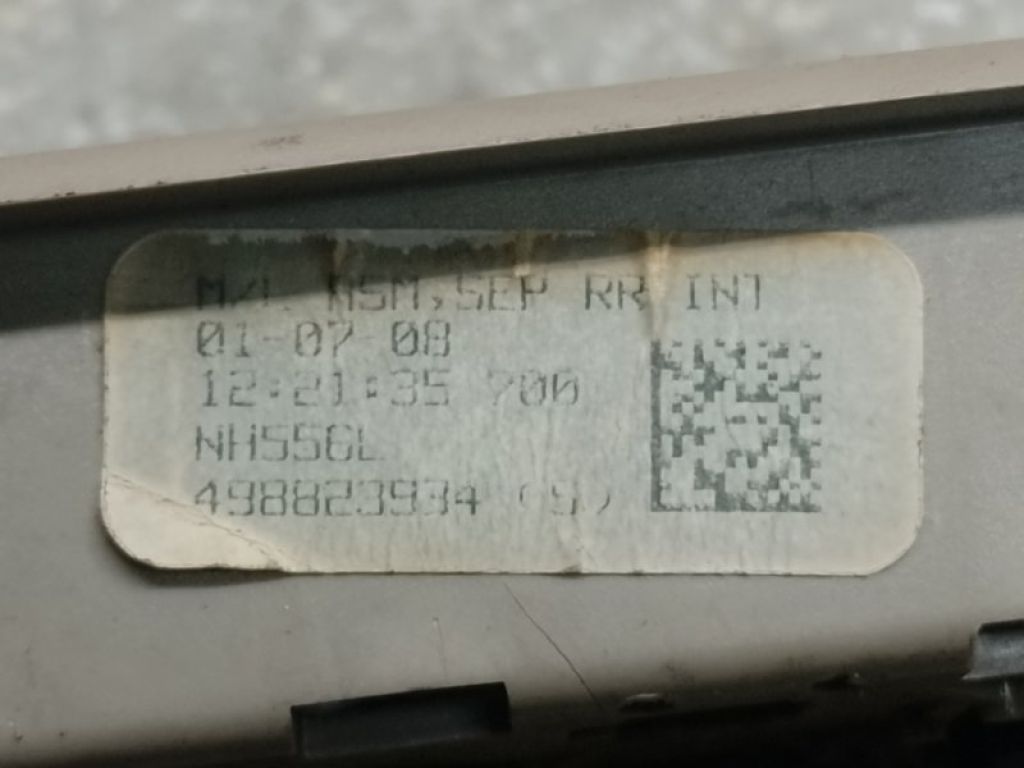 M/L ASM,SEP RR INT
01-07-08
12:21:35 700
NH556L
498823934 (S)